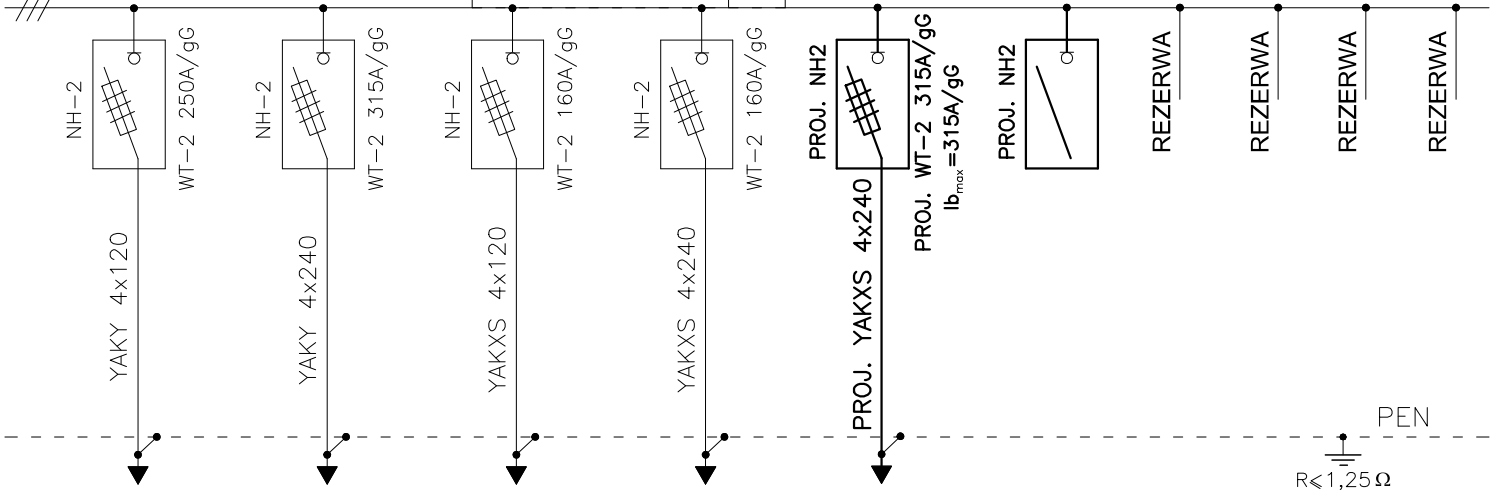 NH-2
WT-2 250A/gG
YAKY 4x120
NH-2
WT-2 315A/gG
YAKY 4x240
NH-2
WT-2 160A/gG
YAKXS 4x120
NH-2
WT-2 160A/gG
YAKXS 4x240
PROJ. NH2
PROJ. WT-2 315A/gG
Ibmax=315A/gG
PROJ. YAKXS 4x240
PROJ. NH2
REZERWA
REZERWA
REZERWA
REZERWA
PEN
R⩽1,25Ω